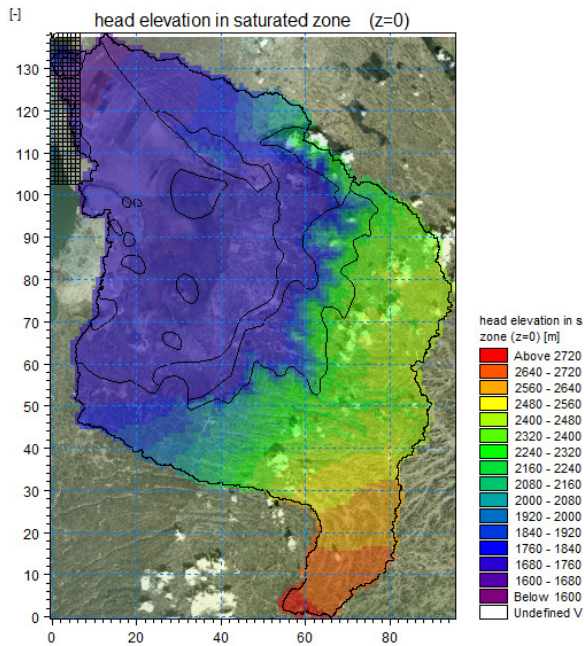 [-]
head elevation in saturated zone (z=0)
130
120
110
100
90
80
70
60
50
40
30
20
10
0
0 20 40 60 80
head elevation in s
zone (z=0) [m]
Above 2720
2640 - 2720
2560 - 2640
2480 - 2560
2400 - 2480
2320 - 2400
2240 - 2320
2160 - 2240
2080 - 2160
2000 - 2080
1920 - 2000
1840 - 1920
1760 - 1840
1680 - 1760
1600 - 1680
Below 1600
Undefined V